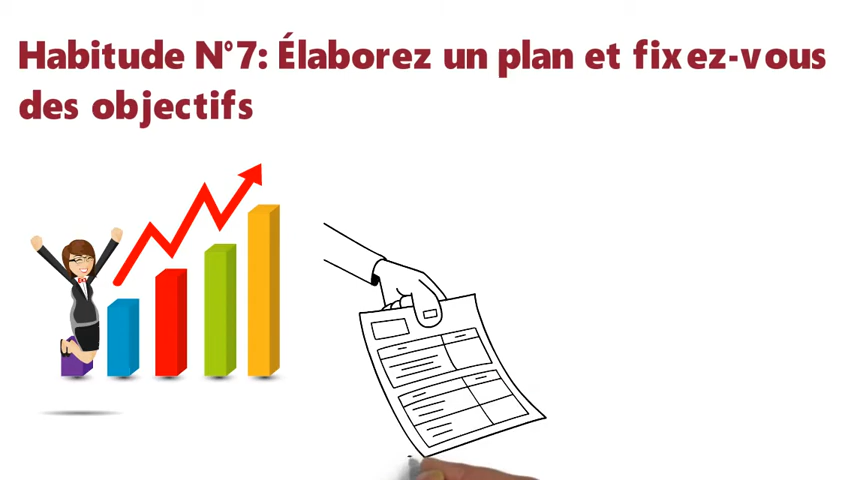 Habitude N°7: Élaborez un plan et fixez-vous
des objectifs